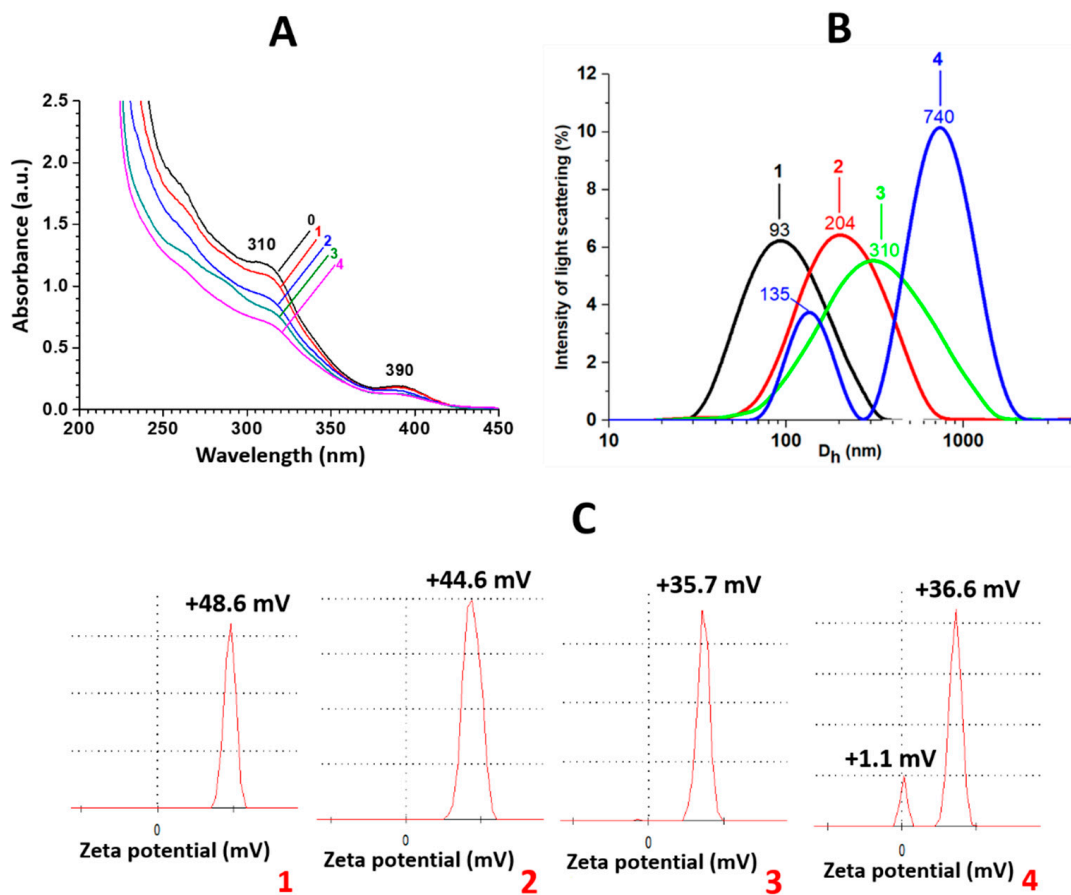 A
Absorbance (a.u.)
2.5
2.0
1.5
1.0
0.5
0.0
310
0
1
2
3
4
390
200 250 300 350 400 450
Wavelength (nm)
B
Intensity of light scattering (%)
12
10
8
6
4
2
0
1
93
2
204
3
310
4
740
135
10 100 1000
Dh (nm)
C
+48.6 mV
0
Zeta potential (mV)
1
+44.6 mV
0
Zeta potential (mV)
2
+35.7 mV
0
Zeta potential (mV)
3
+36.6 mV
+1.1 mV
0
Zeta potential (mV)
4